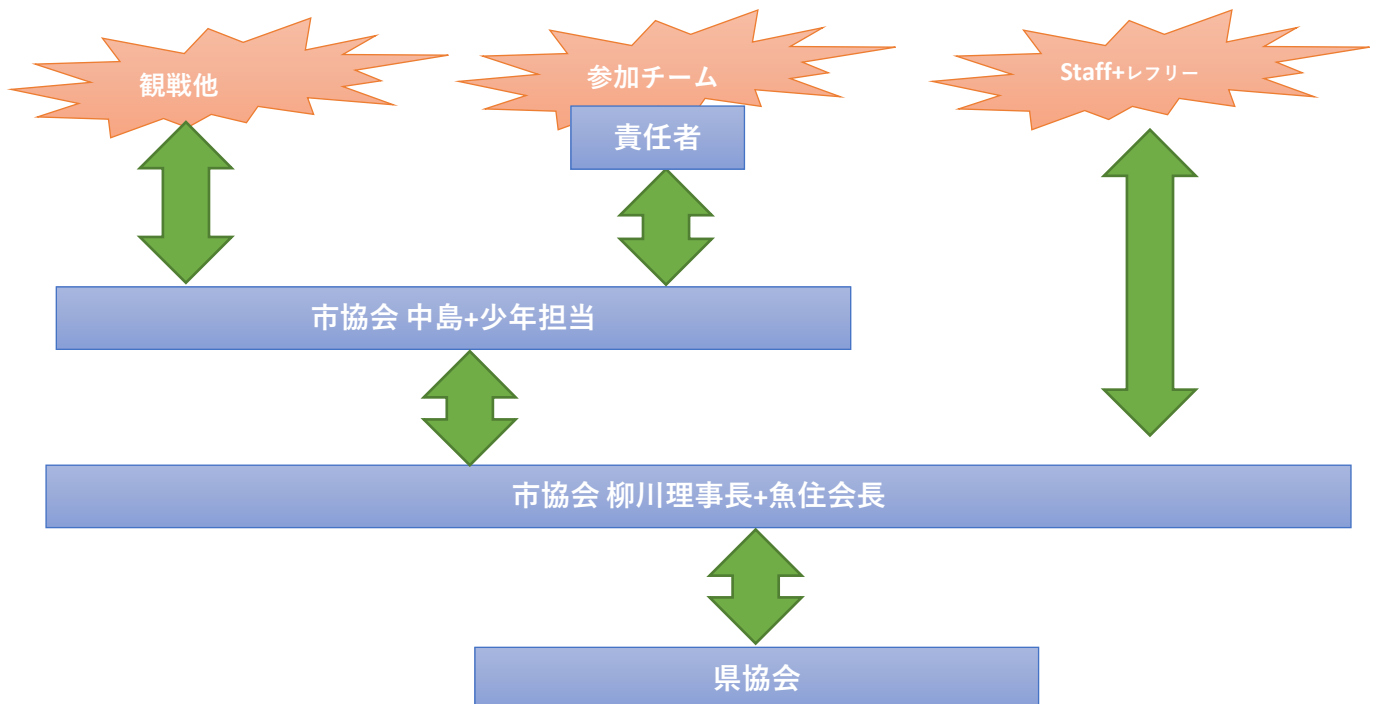 観戦他
参加チーム
Staff+レフリー
責任者
市協会 中島+少年担当
市協会 柳川理事長+魚住会長
県協会